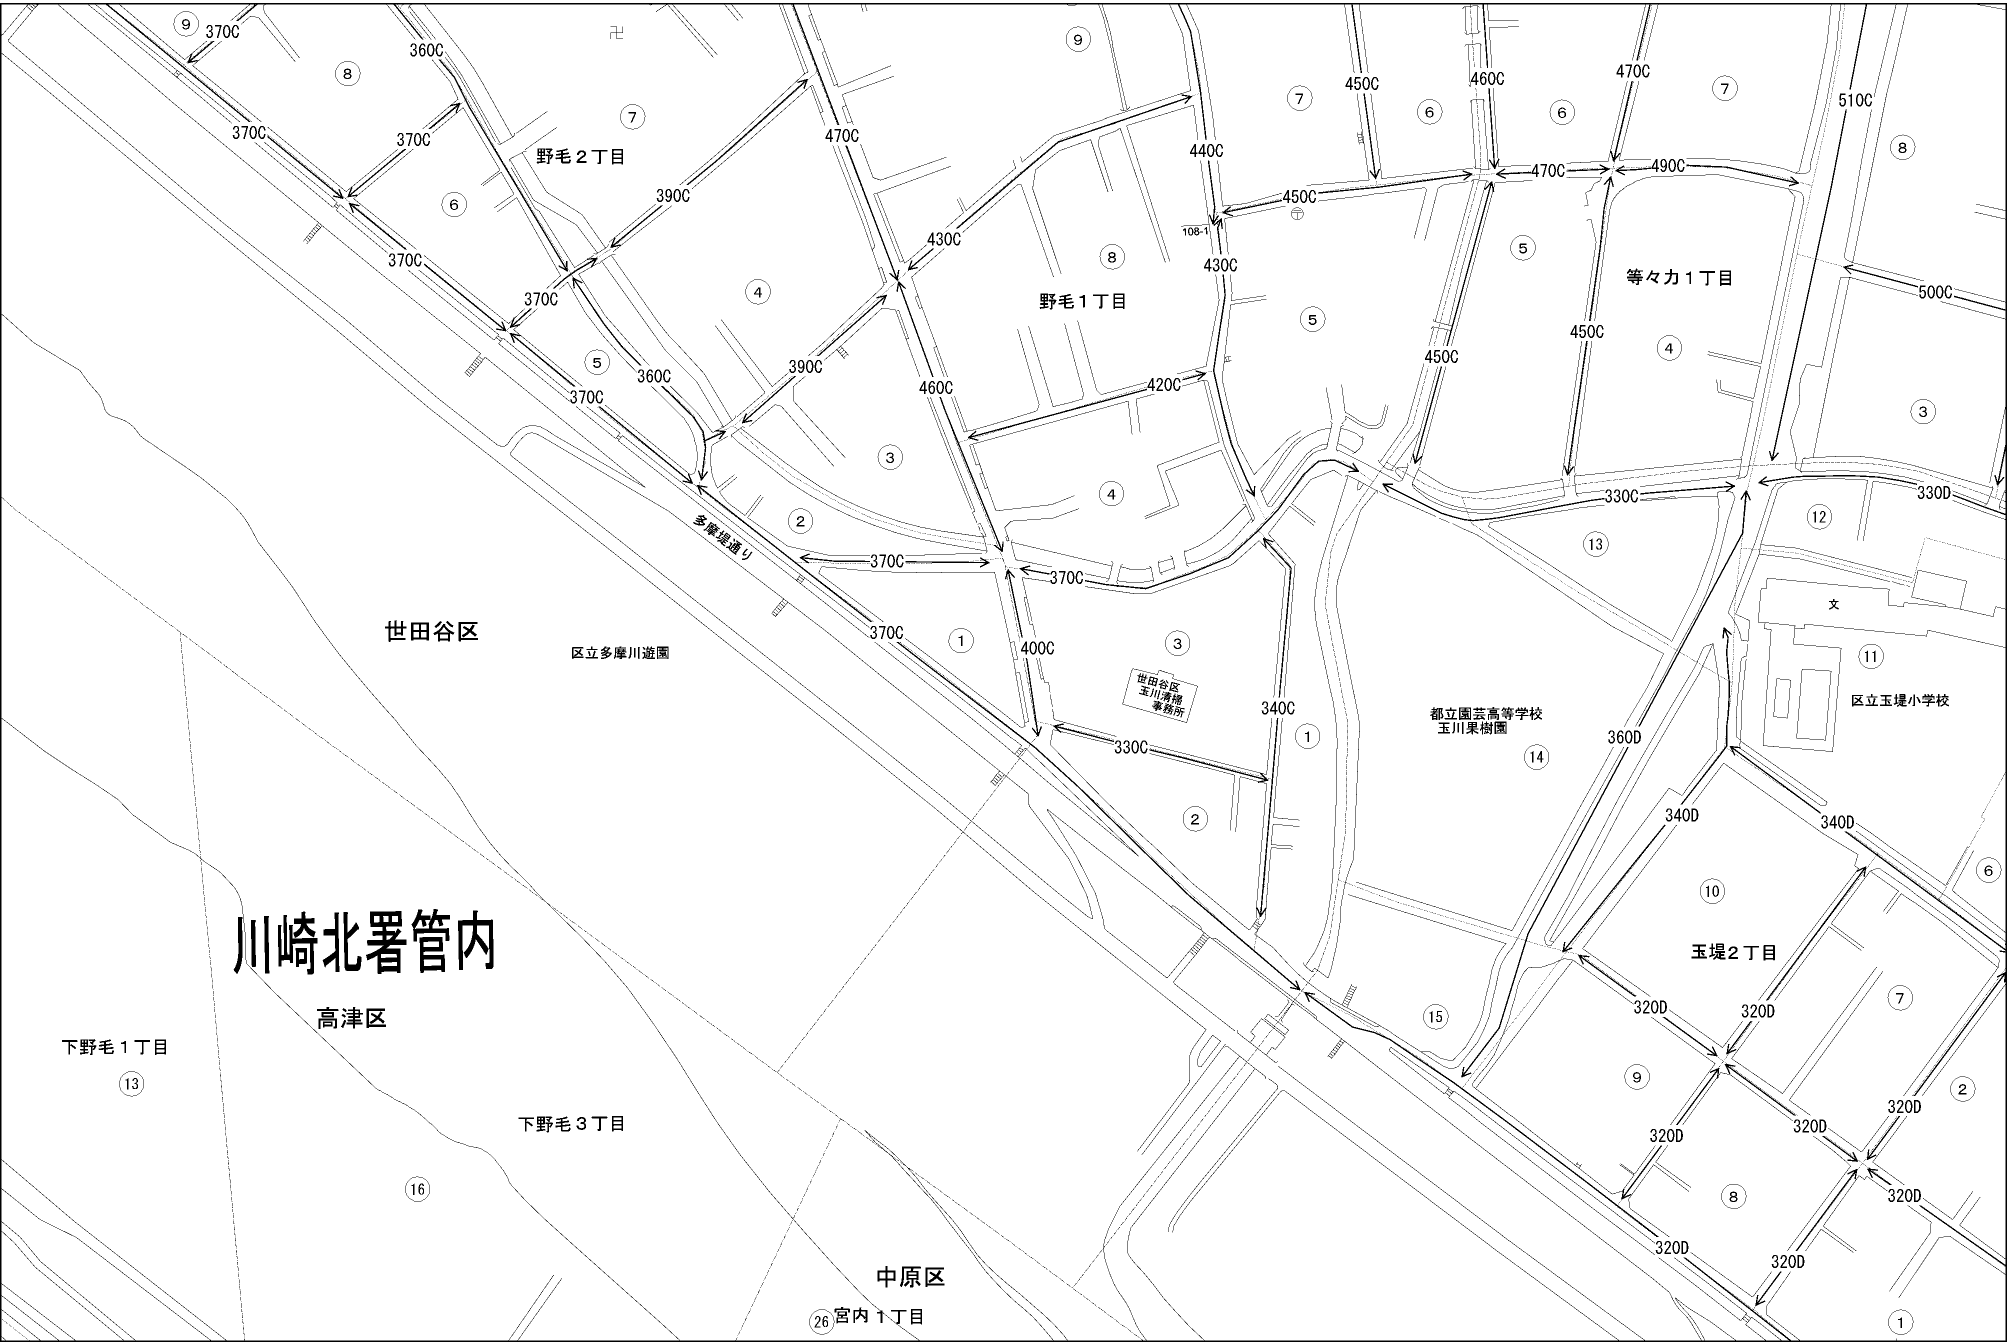 ⑨
370C
360C
卍
⑨
⑧
⑦
370C
370C
野毛2丁目
470C
⑦
450C
⑥
460C
⑥
470C
⑦
510C
⑧
440C
390C
⑥
370C
430C
⑧
108-1
〒
450C
470C
490C
430C
⑤
等々力1丁目
500C
370C
④
野毛1丁目
⑤
450C
④
450C
⑤
360C
390C
460C
420C
370C
③
③
④
②
多摩堤通り
330C
330D
⑫
⑬
370C
370C
370C
文
世田谷区
区立多摩川遊園
①
400C
③
⑪
世田谷区
玉川清掃
事務所
区立玉堤小学校
340C
①
都立園芸高等学校
玉川果樹園
360D
330C
⑭
②
340D
340D
⑥
⑩
川崎北署管内
玉堤2丁目
高津区
320D
320D
⑦
⑮
下野毛1丁目
⑬
⑨
②
下野毛3丁目
320D
320D
320D
⑯
⑧
320D
320D
320D
中原区
㉖
宮内1丁目
①